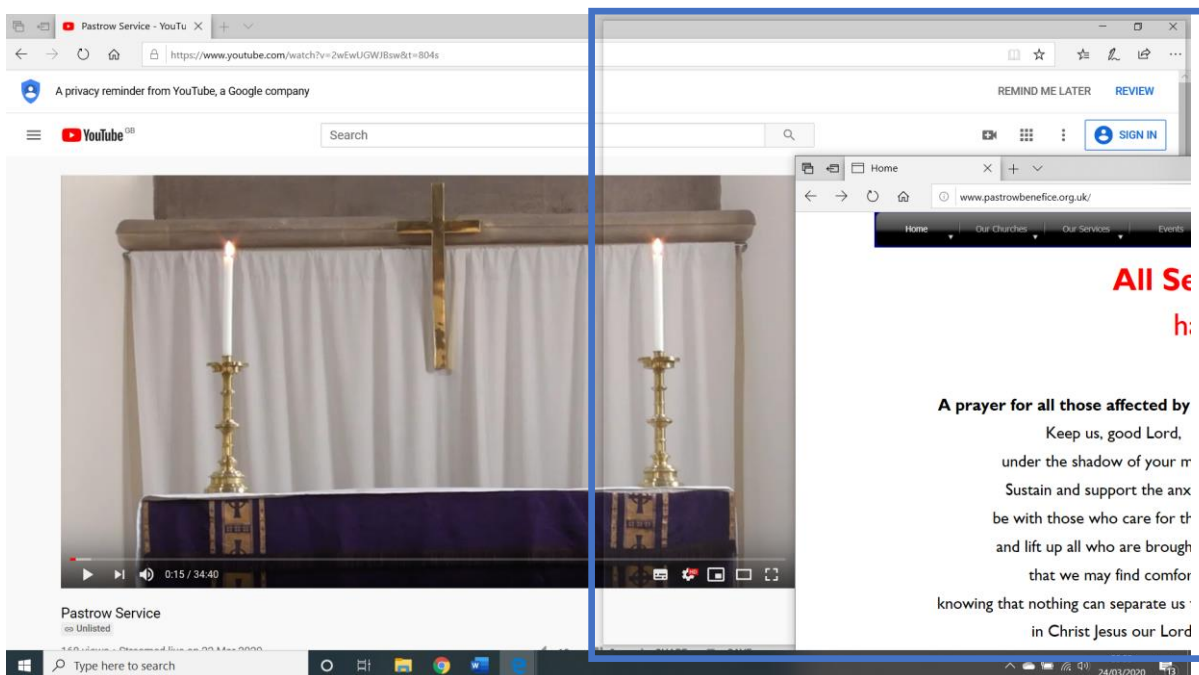 Pastrow Service - YouTu
https://www.youtube.com/watch?v=2wEwUGWJBsw&t=804s
A privacy reminder from YouTube, a Google company
REMIND ME LATER REVIEW
YouTube GB
Search
SIGN IN
0:15 / 34:40
HD
Pastrow Service
Unlisted
Home
www.pastrowbenefice.org.uk/
Home Our Churches Our Services Events
All Se
ha
A prayer for all those affected by
Keep us, good Lord,
under the shadow of your m
Sustain and support the anx
be with those who care for th
and lift up all who are brough
that we may find comfor
knowing that nothing can separate us
in Christ Jesus our Lord
Type here to search
24/03/2020
13